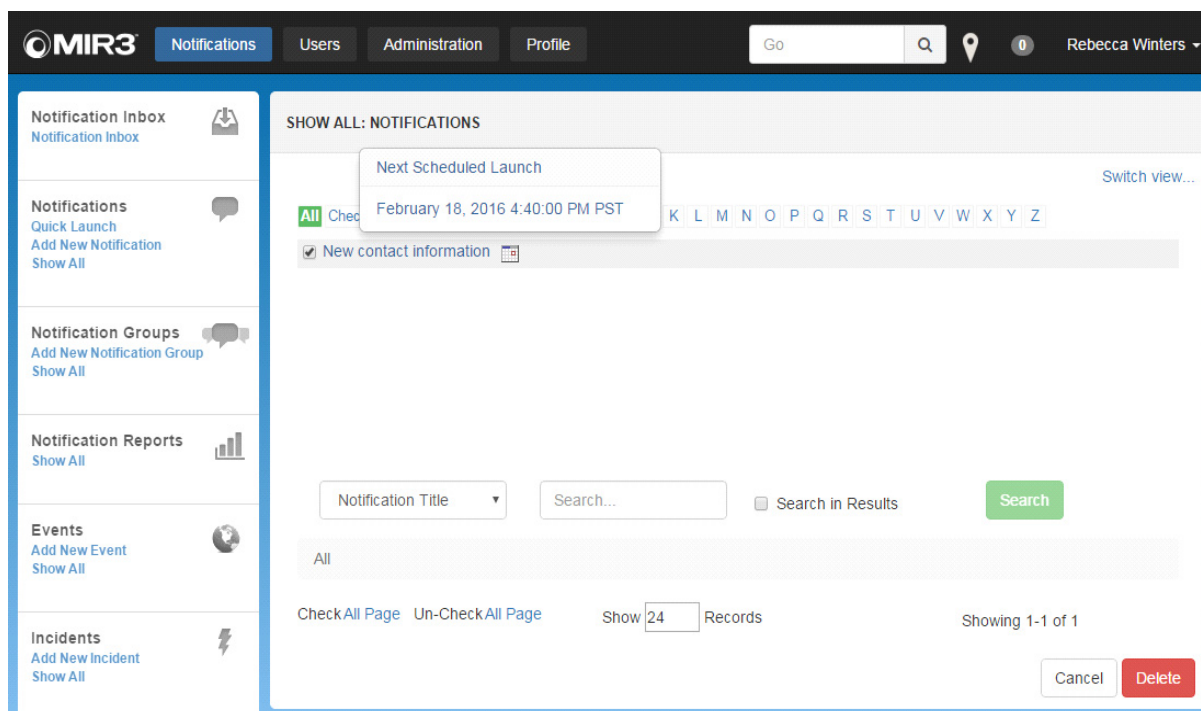 MIR3 Notifications Users Administration Profile Go 0 Rebecca Winters
Notification Inbox
Notification Inbox
Notifications
Quick Launch
Add New Notification
Show All
Notification Groups
Add New Notification Group
Show All
Notification Reports
Show All
Events
Add New Event
Show All
Incidents
Add New Incident
Show All
SHOW ALL: NOTIFICATIONS
Next Scheduled Launch
Switch view...
February 18, 2016 4:40:00 PM PST
All K L M N O P Q R S T U V W X Y Z
New contact information
Notification Title Search... Search in Results Search
All
Check All Page Un-Check All Page Show 24 Records Showing 1-1 of 1
Cancel Delete